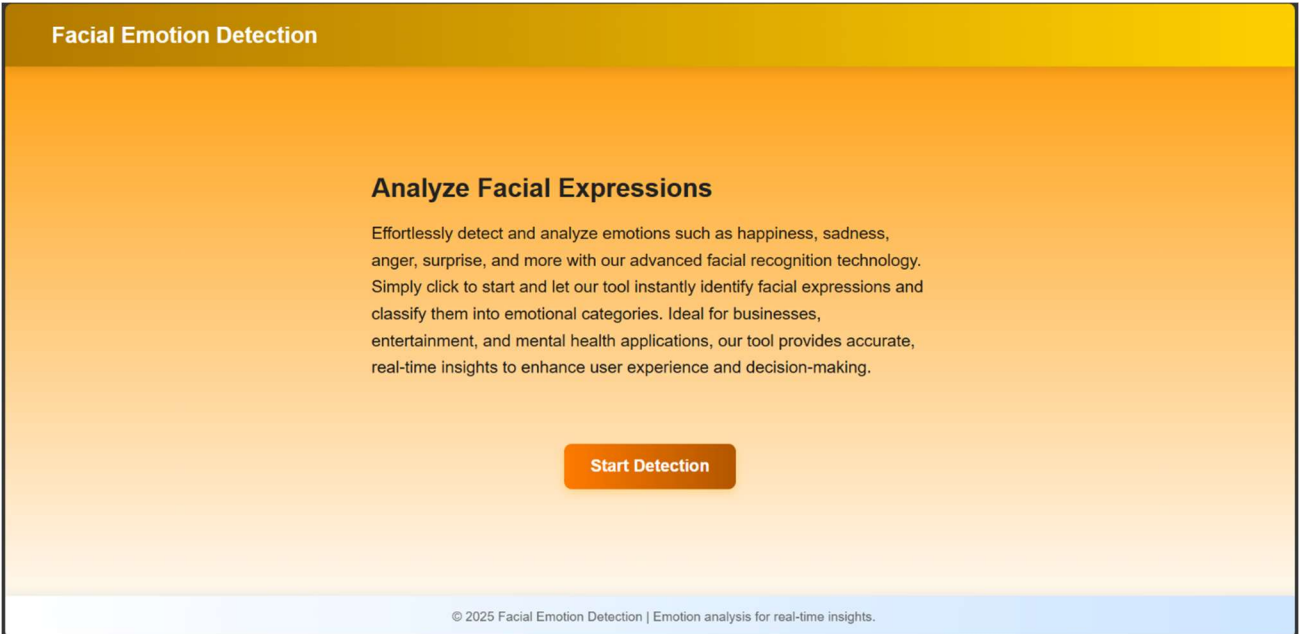 Facial Emotion Detection
Analyze Facial Expressions
Effortlessly detect and analyze emotions such as happiness, sadness,
anger, surprise, and more with our advanced facial recognition technology.
Simply click to start and let our tool instantly identify facial expressions and
classify them into emotional categories. Ideal for businesses,
entertainment, and mental health applications, our tool provides accurate,
real-time insights to enhance user experience and decision-making.
Start Detection
© 2025 Facial Emotion Detection | Emotion analysis for real-time insights.